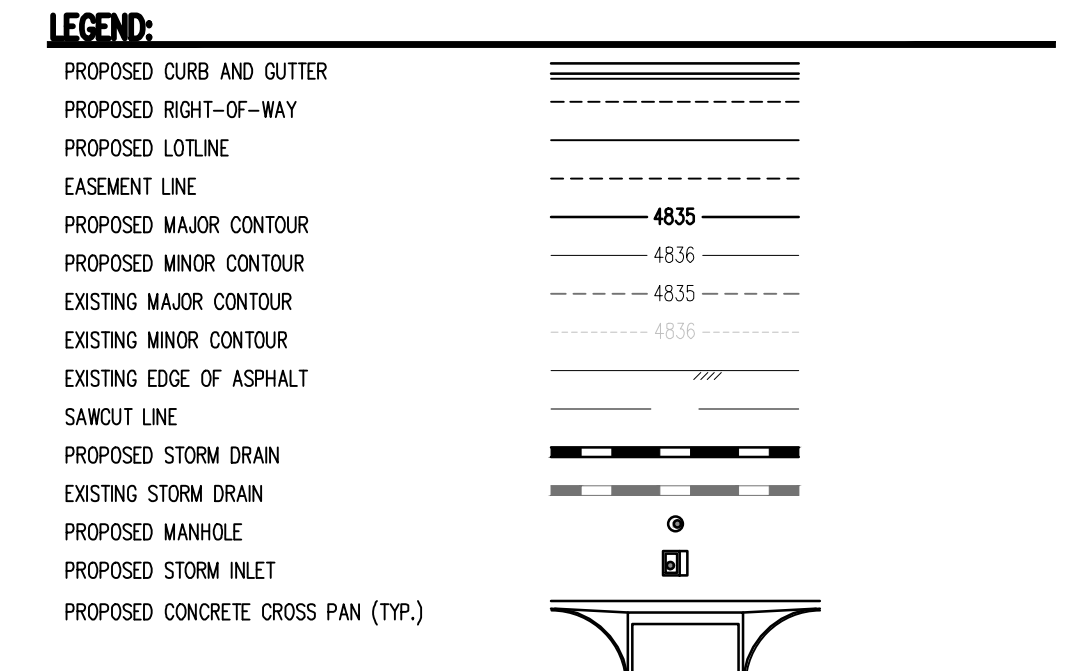 LEGEND:
PROPOSED CURB AND GUTTER
PROPOSED RIGHT-OF-WAY
PROPOSED LOTLINE
EASEMENT LINE
PROPOSED MAJOR CONTOUR 4835
PROPOSED MINOR CONTOUR 4836
EXISTING MAJOR CONTOUR 4835
EXISTING MINOR CONTOUR 4836
EXISTING EDGE OF ASPHALT
SAWCUT LINE
PROPOSED STORM DRAIN
EXISTING STORM DRAIN
PROPOSED MANHOLE
PROPOSED STORM INLET
PROPOSED CONCRETE CROSS PAN (TYP.)